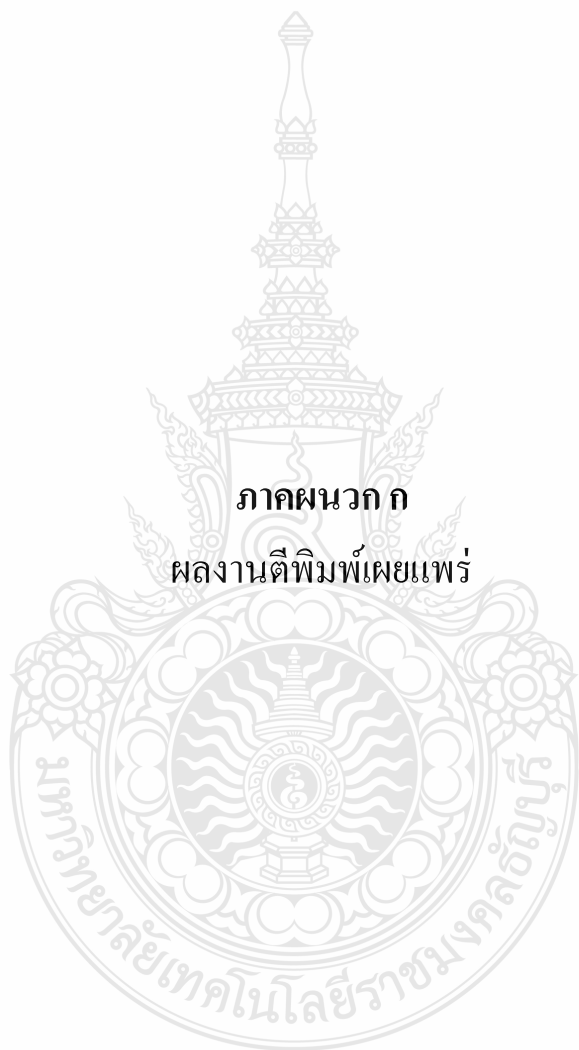 ภาคผนวก ก
ผลงานตีพิมพ์เผยแพร่
มหาวิทยาลัยเทคโนโลยีราชมงคลธัญบุรี